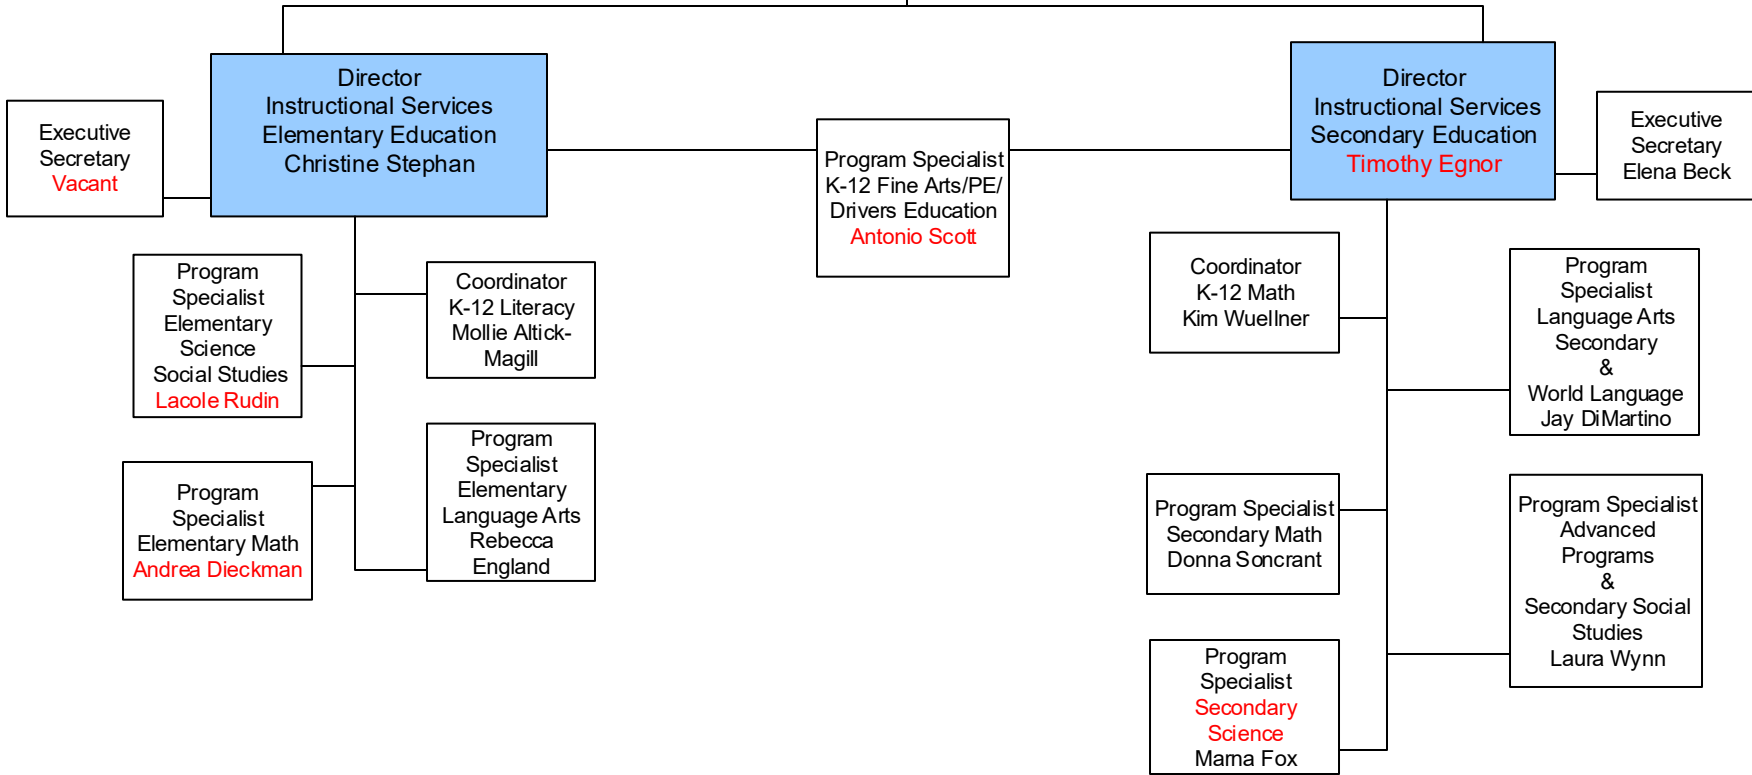 Director
Instructional Services
Elementary Education
Christine Stephan
Executive
Secretary
Vacant
Program Specialist
K-12 Fine Arts/PE/
Drivers Education
Antonio Scott
Director
Instructional Services
Secondary Education
Timothy Egnor
Executive
Secretary
Elena Beck
Program
Specialist
Elementary
Science
Social Studies
Lacole Rudin
Coordinator
K-12 Literacy
Mollie Altick-
Magill
Program
Specialist
Elementary Math
Andrea Dieckman
Program
Specialist
Elementary
Language Arts
Rebecca
England
Coordinator
K-12 Math
Kim Wuellner
Program
Specialist
Language Arts
Secondary
&
World Language
Jay DiMartino
Program Specialist
Secondary Math
Donna Soncrant
Program Specialist
Advanced
Programs
&
Secondary Social
Studies
Laura Wynn
Program
Specialist
Secondary
Science
Marna Fox